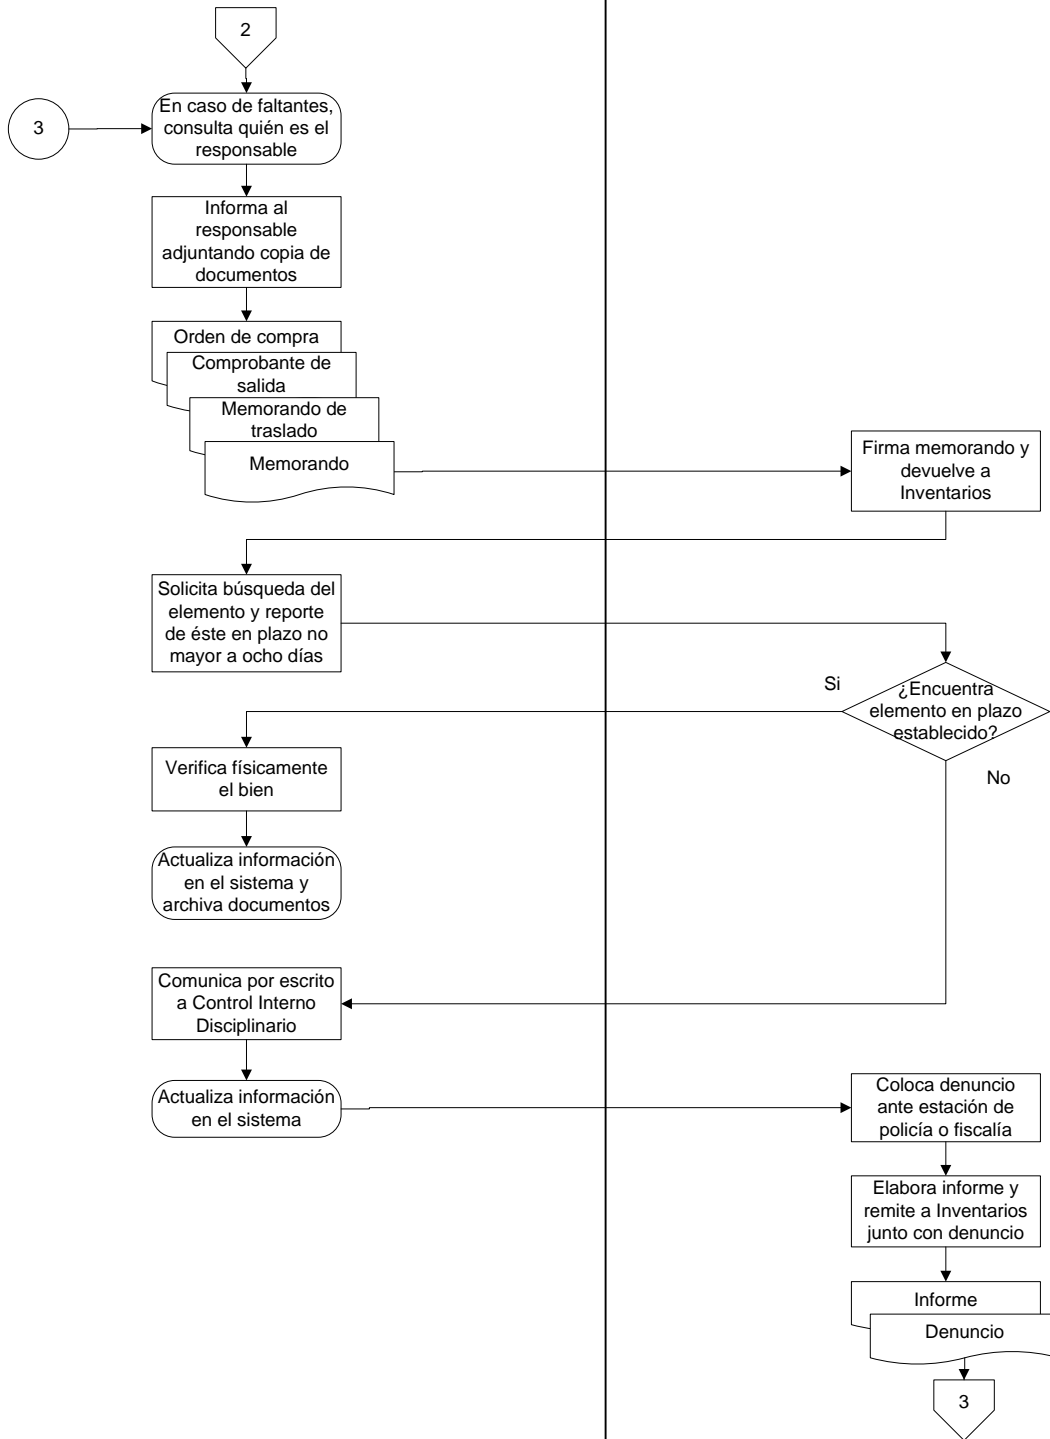 2
3
En caso de faltantes,
consulta quién es el
responsable
Informa al
responsable
adjuntando copia de
documentos
Orden de compra
Comprobante de
salida
Memorando de
traslado
Memorando
Firma memorando y
devuelve a
Inventarios
Solicita búsqueda del
elemento y reporte
de éste en plazo no
mayor a ocho días
Si
¿Encuentra
elemento en plazo
establecido?
No
Verifica físicamente
el bien
Actualiza información
en el sistema y
archiva documentos
Comunica por escrito
a Control Interno
Disciplinario
Actualiza información
en el sistema
Coloca denuncio
ante estación de
policía o fiscalía
Elabora informe y
remite a Inventarios
junto con denuncio
Informe
Denuncio
3